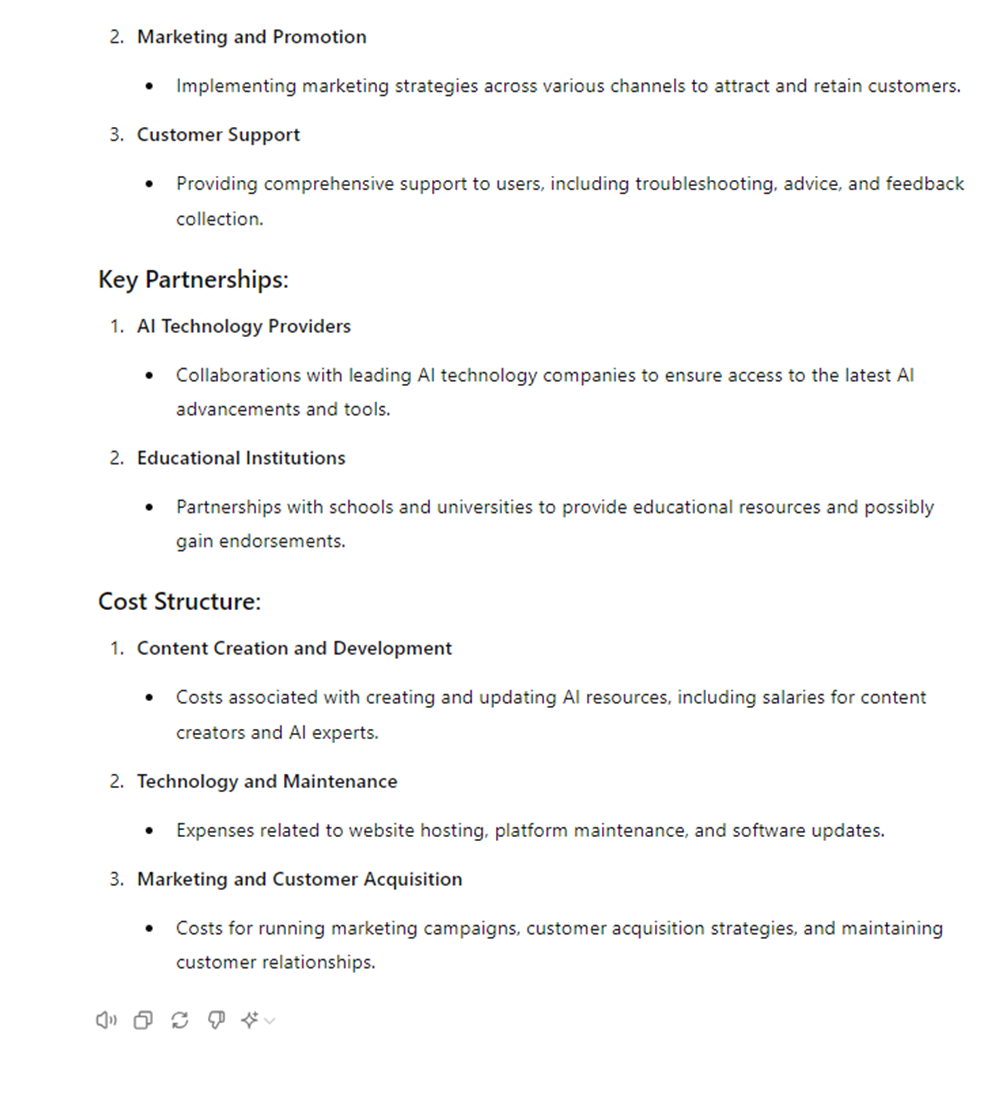 2. Marketing and Promotion
• Implementing marketing strategies across various channels to attract and retain customers.
3. Customer Support
• Providing comprehensive support to users, including troubleshooting, advice, and feedback
collection.
Key Partnerships:
1. AI Technology Providers
• Collaborations with leading AI technology companies to ensure access to the latest AI
advancements and tools.
2. Educational Institutions
• Partnerships with schools and universities to provide educational resources and possibly
gain endorsements.
Cost Structure:
1. Content Creation and Development
• Costs associated with creating and updating AI resources, including salaries for content
creators and AI experts.
2. Technology and Maintenance
• Expenses related to website hosting, platform maintenance, and software updates.
3. Marketing and Customer Acquisition
• Costs for running marketing campaigns, customer acquisition strategies, and maintaining
customer relationships.